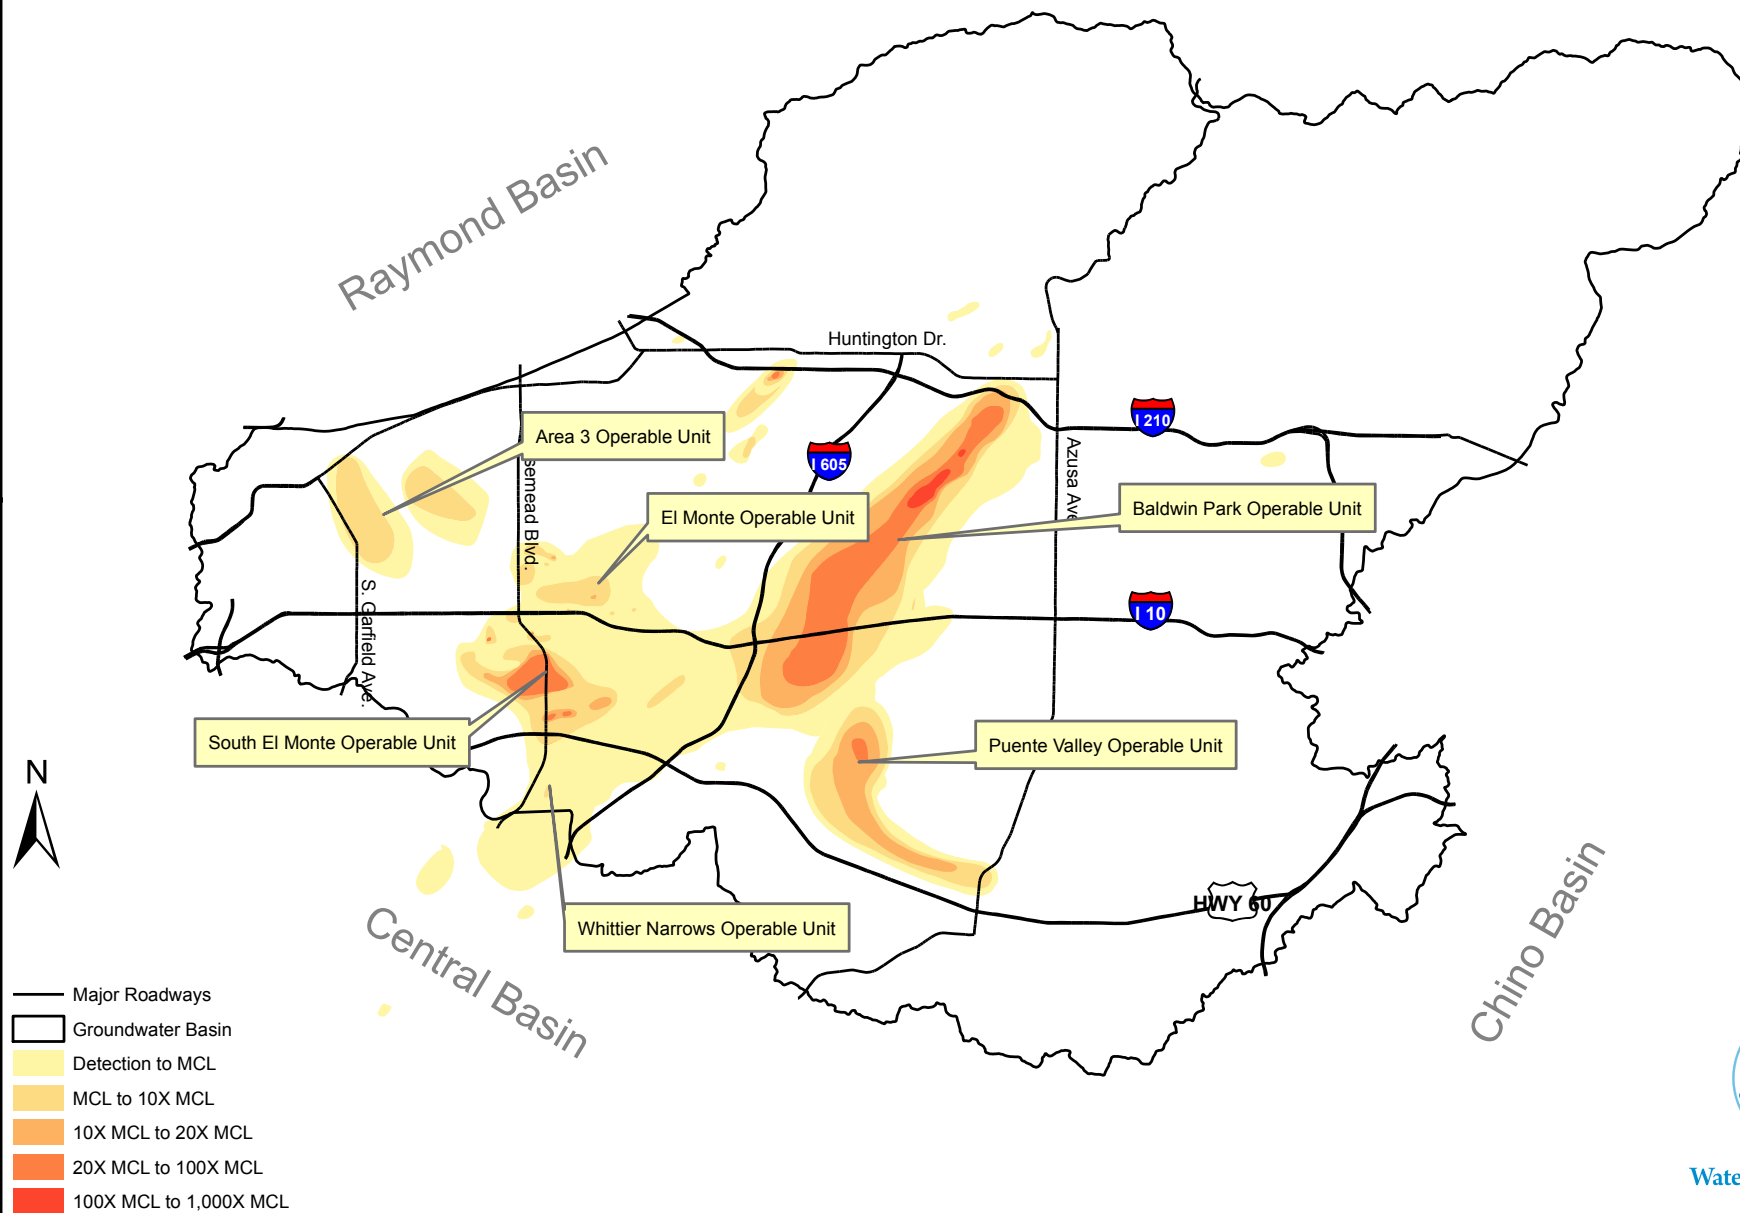 Raymond Basin
Huntington Dr.
I 210
Area 3 Operable Unit
I 605
Azusa Ave
semead Blvd.
El Monte Operable Unit
Baldwin Park Operable Unit
S. Garfield Ave.
I 10
South El Monte Operable Unit
Puente Valley Operable Unit
N
HWY 60
Whittier Narrows Operable Unit
Central Basin
Chino Basin
Major Roadways
Groundwater Basin
Detection to MCL
MCL to 10X MCL
10X MCL to 20X MCL
20X MCL to 100X MCL
100X MCL to 1,000X MCL
Wate